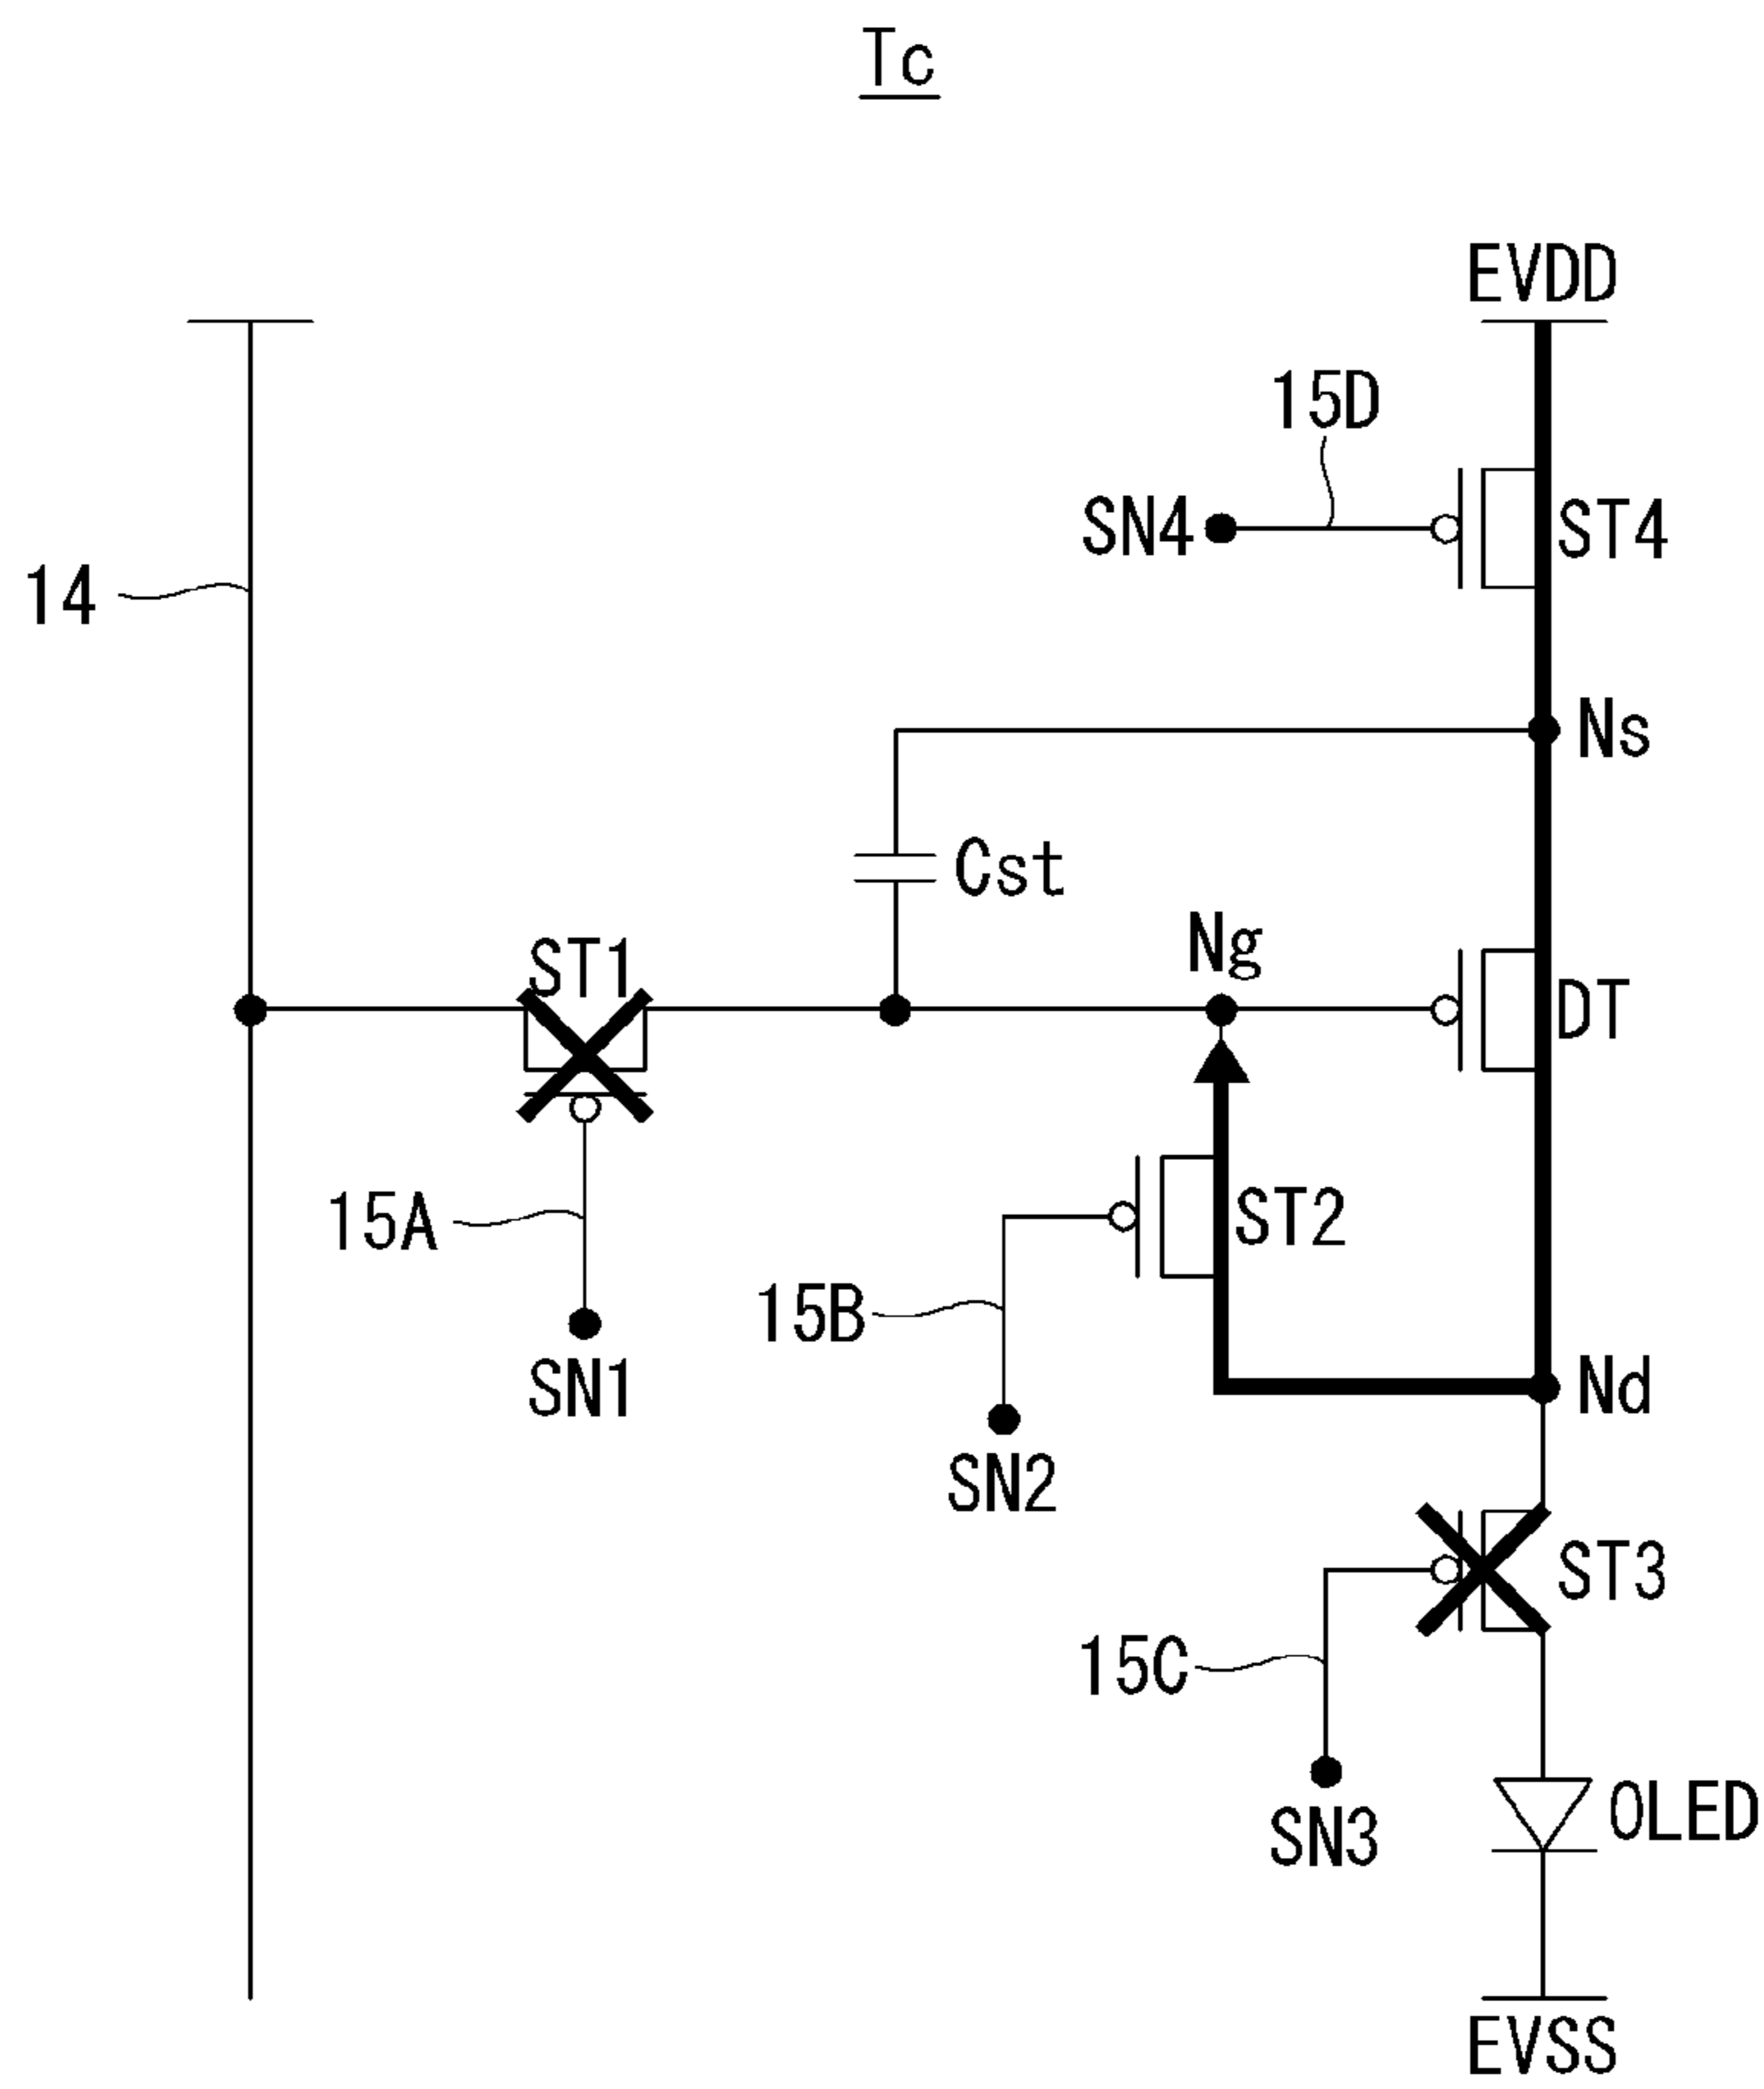 Tc
EVDD
15D
SN4
ST4
14
Ns
Cst
Ng
ST1
DT
15A
ST2
15B
SN1
Nd
SN2
ST3
15C
OLED
SN3
EVSS